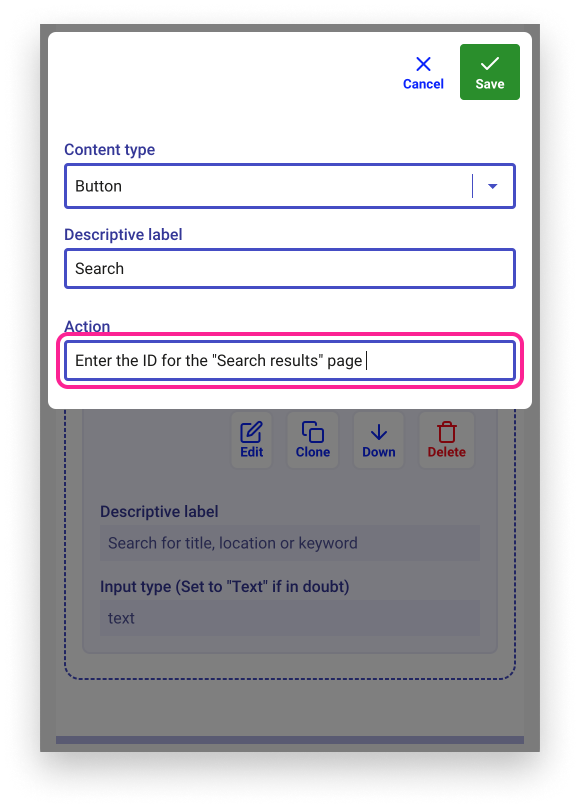 Cancel
Save
Content type
Button
Descriptive label
Search
Action
Enter the ID for the "Search results" page
Edit
Clone
Down
Delete
Descriptive label
Search for title, location or keyword
Input type (Set to "Text" if in doubt)
text